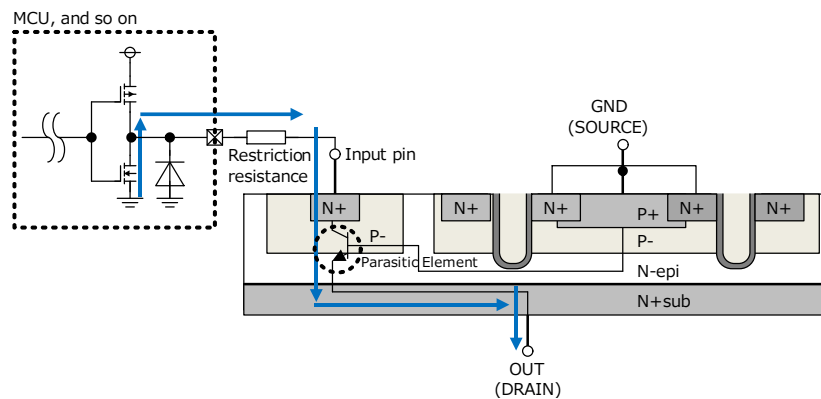 MCU, and so on
GND
(SOURCE)
Restriction
resistance
Input pin
N+
N+
N+
P+
N+
N+
P-
P-
Parasitic Element
N-epi
N+sub
OUT
(DRAIN)